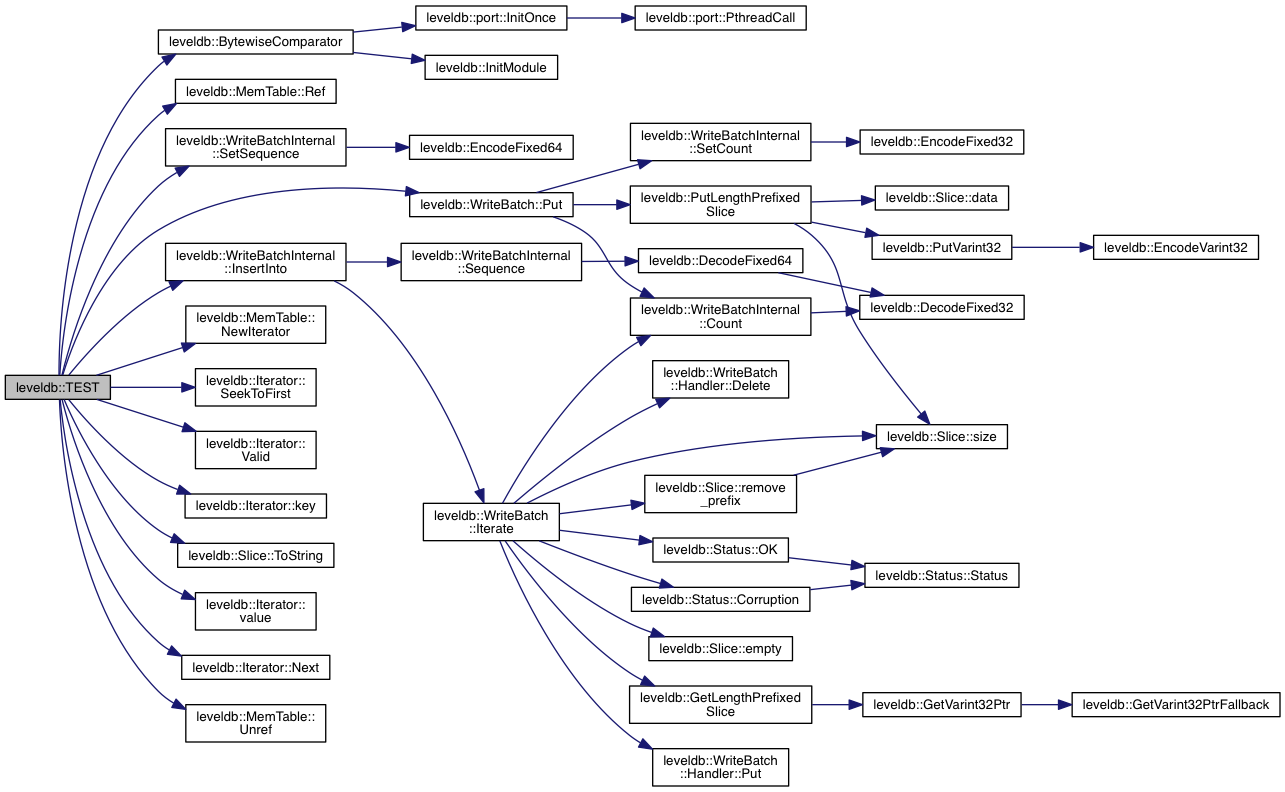 leveldb::TEST
leveldb::BytewiseComparator
leveldb::port::InitOnce
leveldb::port::PthreadCall
leveldb::InitModule
leveldb::MemTable::Ref
leveldb::WriteBatchInternal
::SetSequence
leveldb::EncodeFixed64
leveldb::WriteBatch::Put
leveldb::WriteBatchInternal
::SetCount
leveldb::EncodeFixed32
leveldb::PutLengthPrefixed
Slice
leveldb::Slice::data
leveldb::PutVarint32
leveldb::EncodeVarint32
leveldb::WriteBatchInternal
::InsertInto
leveldb::WriteBatchInternal
::Sequence
leveldb::DecodeFixed64
leveldb::WriteBatchInternal
::Count
leveldb::DecodeFixed32
leveldb::MemTable::
NewIterator
leveldb::Iterator::
SeekToFirst
leveldb::Iterator::
Valid
leveldb::Iterator::key
leveldb::Slice::ToString
leveldb::Iterator::
value
leveldb::Iterator::Next
leveldb::MemTable::
Unref
leveldb::WriteBatch
::Iterate
leveldb::WriteBatch
::Handler::Delete
leveldb::Slice::size
leveldb::Slice::remove
_prefix
leveldb::Status::OK
leveldb::Status::Status
leveldb::Status::Corruption
leveldb::Slice::empty
leveldb::GetLengthPrefixed
Slice
leveldb::GetVarint32Ptr
leveldb::GetVarint32PtrFallback
leveldb::WriteBatch
::Handler::Put